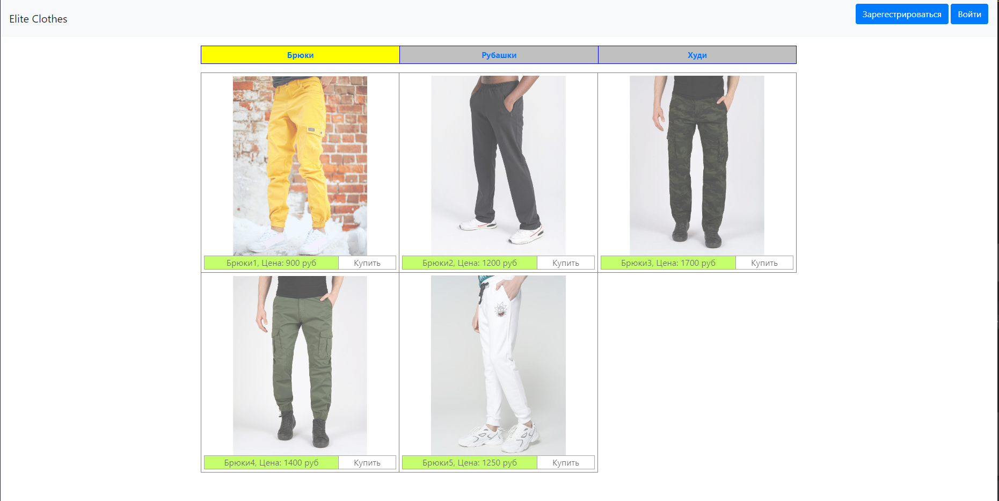 Elite Clothes
Зарегестрироваться Войти
Брюки Рубашки Худи
Брюки1, Цена: 900 руб Купить
Брюки2, Цена: 1200 руб Купить
Брюки3, Цена: 1700 руб Купить
Брюки4, Цена: 1400 руб Купить
Брюки5, Цена: 1250 руб Купить